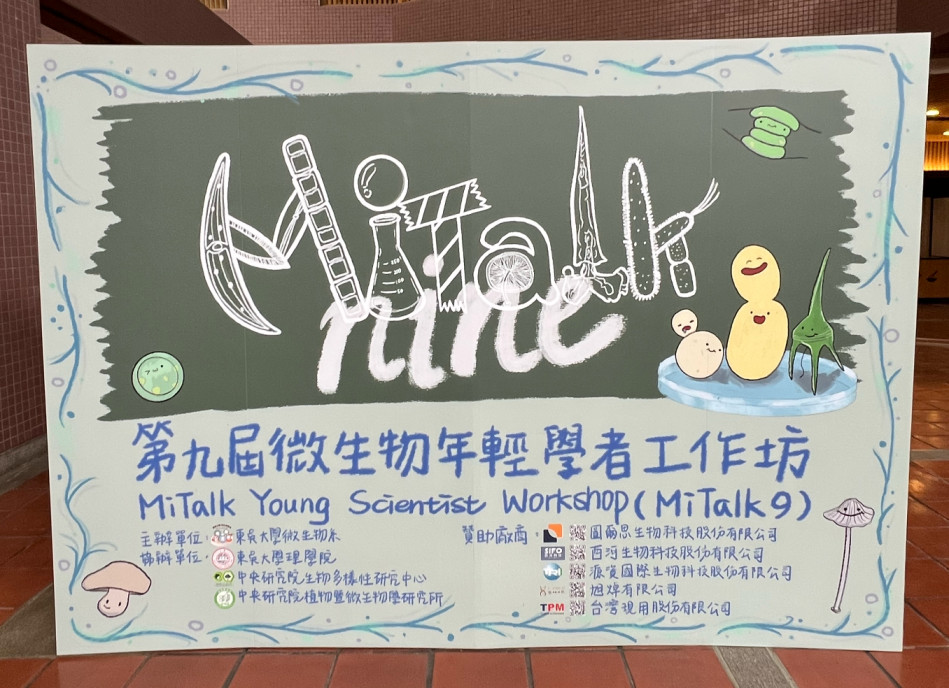 MiTalk
nine
第九屆微生物年輕學者工作坊
MiTalk Young Scientist Workshop (MiTalk 9)
主辦單位：東吳大學微生物系
協辦單位：東吳大學理學院
中央研究院生物多樣性研究中心
中央研究院植物暨微生物學研究所
贊助廠商：圖爾思生物科技股份有限公司
百河生物科技股份有限公司
派資國際生物科技股份有限公司
旭煒有限公司
TPM 台灣現用股份有限公司